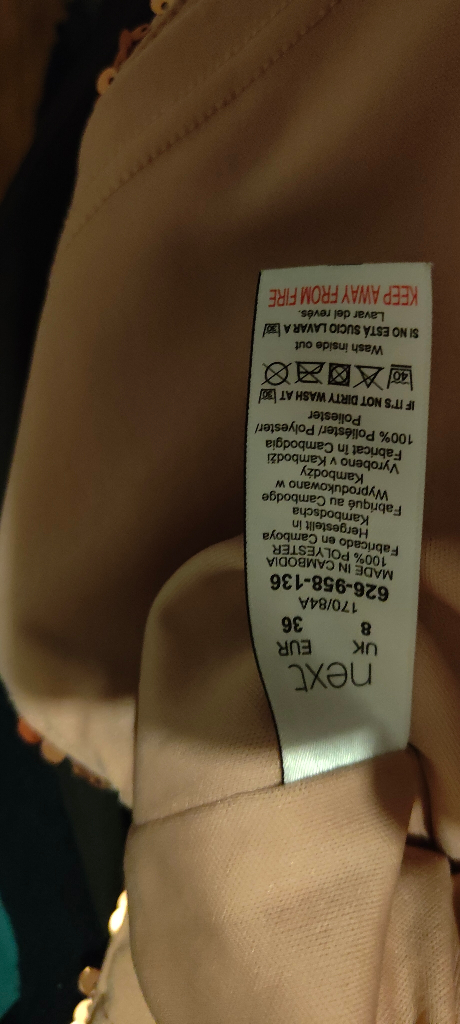 next
UK EUR
8 36
170/84A
626-958-136
MADE IN CAMBODIA
100% POLYESTER
Fabricado en Camboya
Hergestellt in
Kambodscha
Fabriqué au Cambodge
Wyprodukowano w
Kambodży
Vyrobeno v Kambodži
Fabricat în Cambodgia
100% Poliéster/ Polyester/
Poliester
IF IT'S NOT DIRTY WASH AT 30
40
Wash inside out
SI NO ESTÁ SUCIO LAVAR A 30
Lavar del revés.
KEEP AWAY FROM FIRE